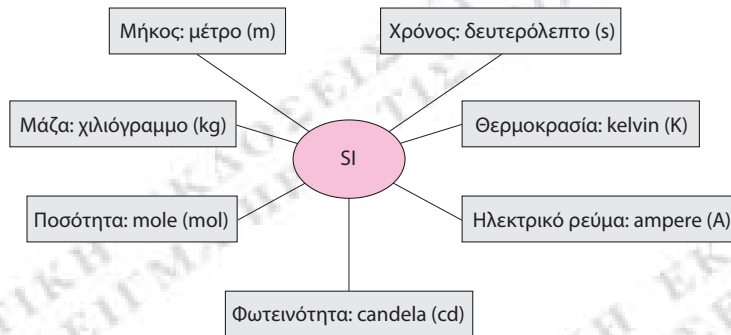 Μήκος: μέτρο (m)
Χρόνος: δευτερόλεπτο (s)
Μάζα: χιλιόγραμμο (kg)
SI
Θερμοκρασία: kelvin (K)
Ποσότητα: mole (mol)
Ηλεκτρικό ρεύμα: ampere (A)
Φωτεινότητα: candela (cd)